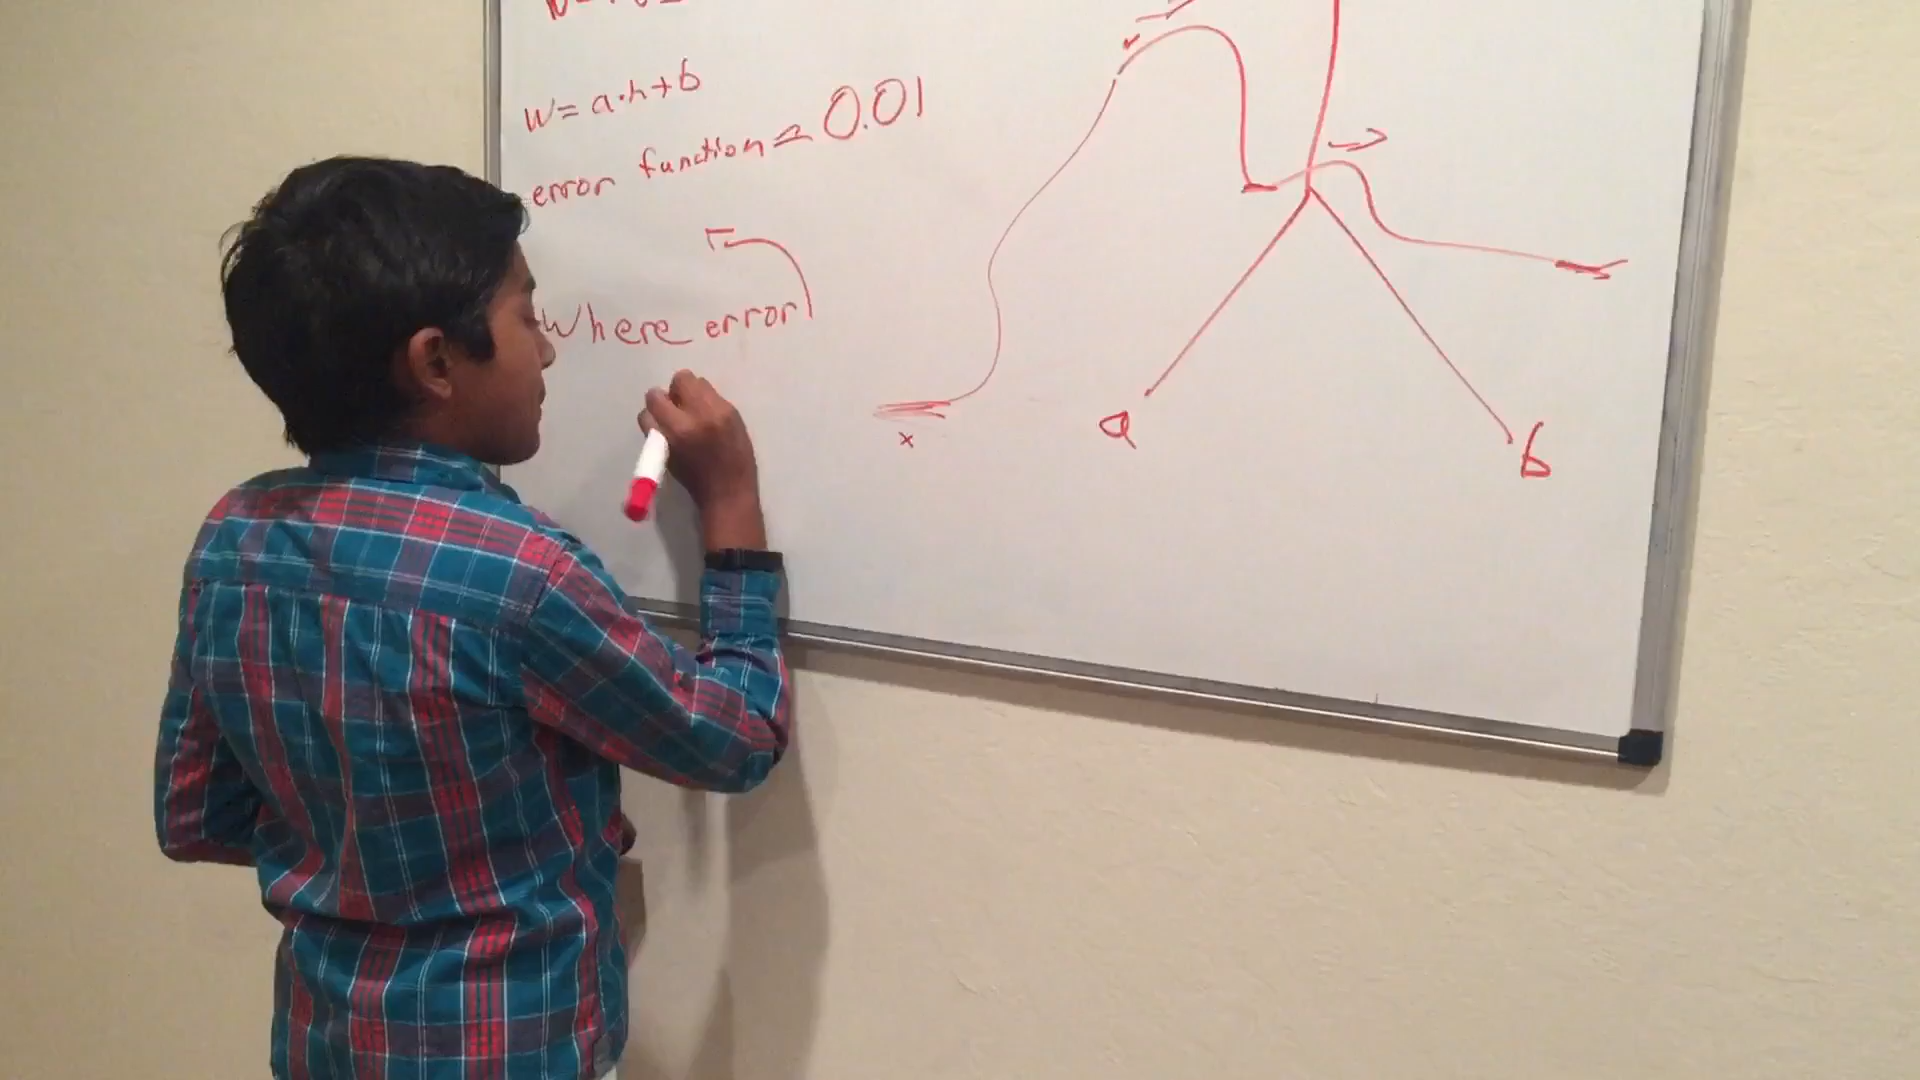 w = a·h+b
error function = 0.01
Where error
x
a
b